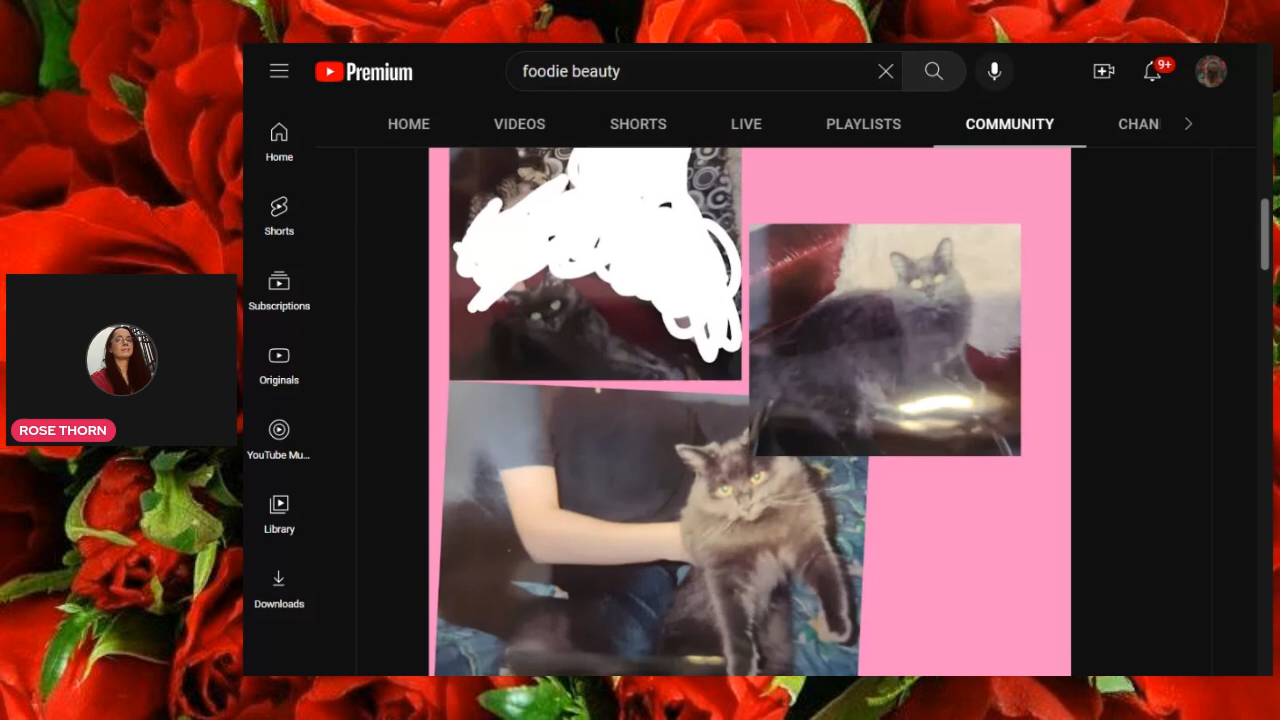 Premium
foodie beauty
9+
HOME VIDEOS SHORTS LIVE PLAYLISTS COMMUNITY CHAN
Home
Shorts
Subscriptions
Originals
YouTube Mu...
Library
Downloads
ROSE THORN